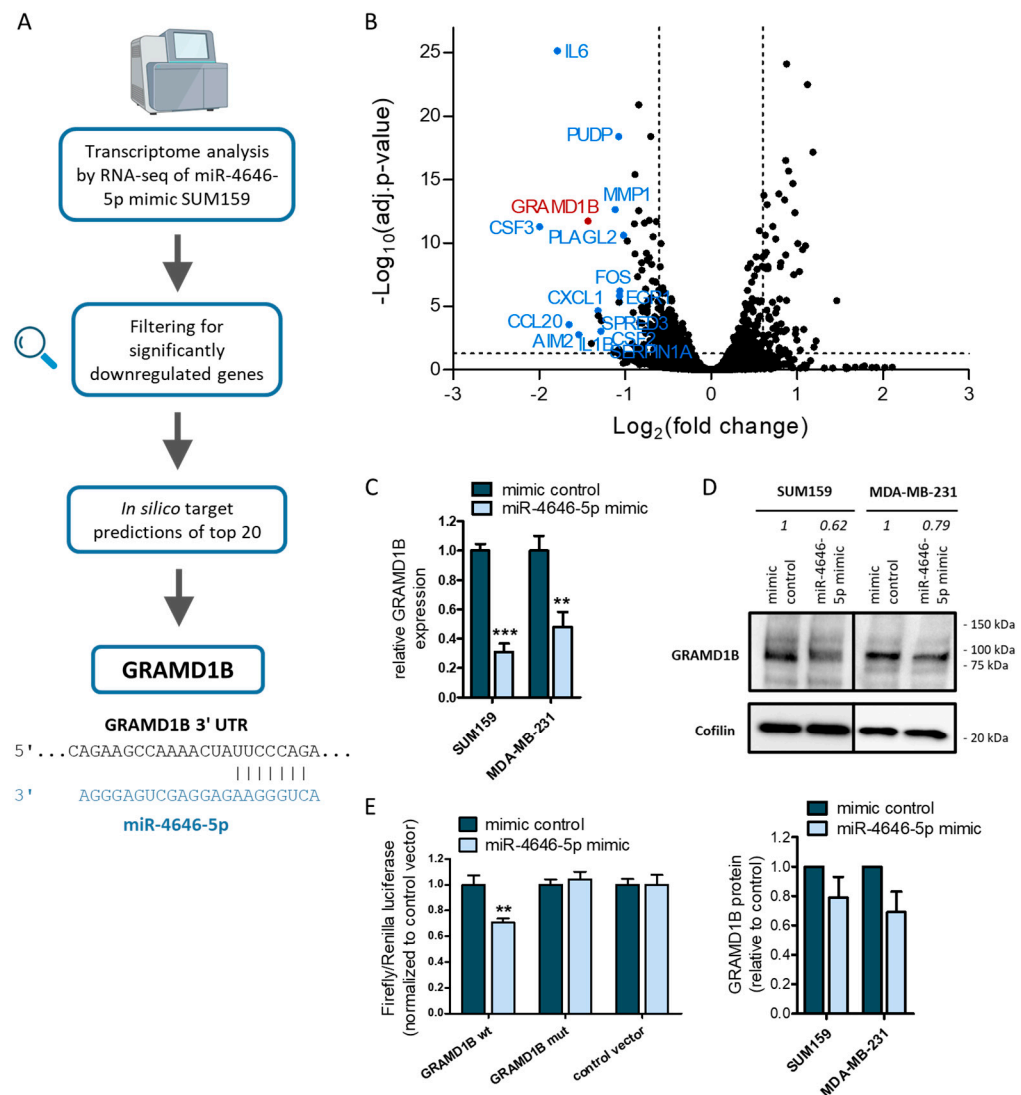 A
Transcriptome analysis
by RNA-seq of miR-4646-
5p mimic SUM159
Filtering for
significantly
downregulated genes
In silico target
predictions of top 20
GRAMD1B
GRAMD1B 3' UTR
5'...CAGAAGCCAAAACUAUUCCCAGA...
3' AGGGAGUCGAGGAGAAGGGUCA
miR-4646-5p
B
-Log10(adj.p-value)
25
20
15
10
5
0
IL6
PUDP
MMP1
GRAMD1B
CSF3
PLAGL2
FOS
CXCL1
EGR1
CCL20
SPRED3
AIM2
IL1B
CSF2
SERPIN1A
-3
-2
-1
0
1
2
3
Log2(fold change)
C
mimic control
miR-4646-5p mimic
relative GRAMD1B
expression
1.2
1.0
0.8
0.6
0.4
0.2
0.0
***
**
SUM159
MDA-MB-231
D
SUM159
MDA-MB-231
1
0.62
1
0.79
mimic
control
miR-4646-
5p mimic
mimic
control
miR-4646-
5p mimic
GRAMD1B
- 150 kDa
- 100 kDa
- 75 kDa
Cofilin
- 20 kDa
E
mimic control
miR-4646-5p mimic
Firefly/Renilla luciferase
(normalized to control vector)
1.2
1.0
0.8
0.6
0.4
0.2
0.0
**
GRAMD1B wt
GRAMD1B mut
control vector
mimic control
miR-4646-5p mimic
GRAMD1B protein
(relative to control)
1.2
1.0
0.8
0.6
0.4
0.2
0.0
SUM159
MDA-MB-231